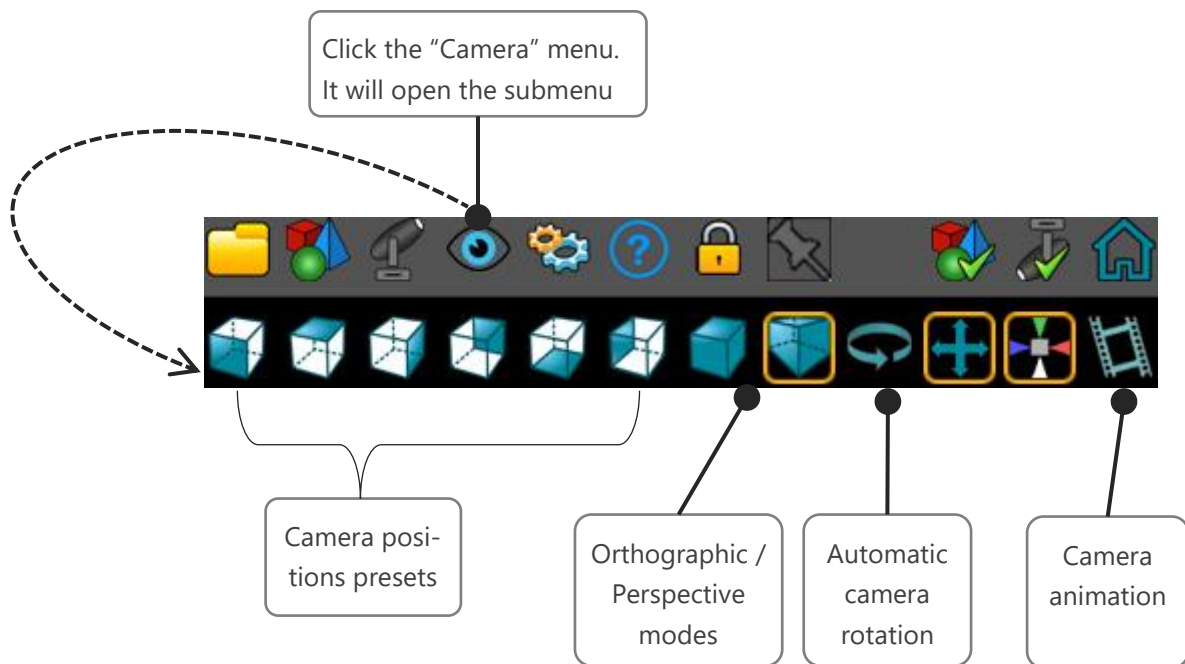 Click the “Camera” menu.
It will open the submenu
?
Camera posi-
tions presets
Orthographic /
Perspective
modes
Automatic
camera
rotation
Camera
animation